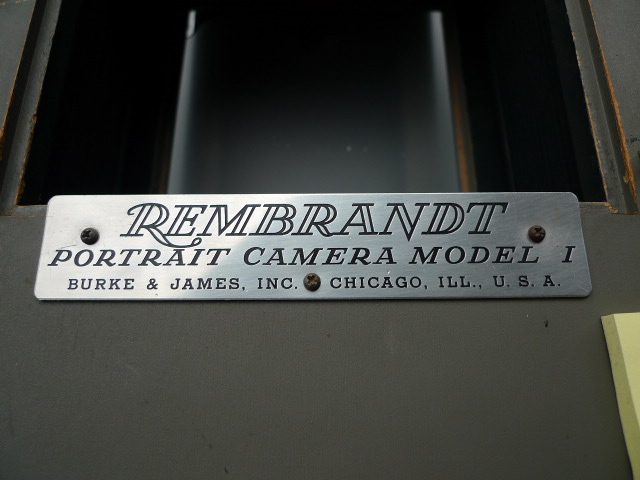 REMBRANDT
PORTRAIT CAMERA MODEL I
BURKE & JAMES, INC. CHICAGO, ILL., U. S. A.